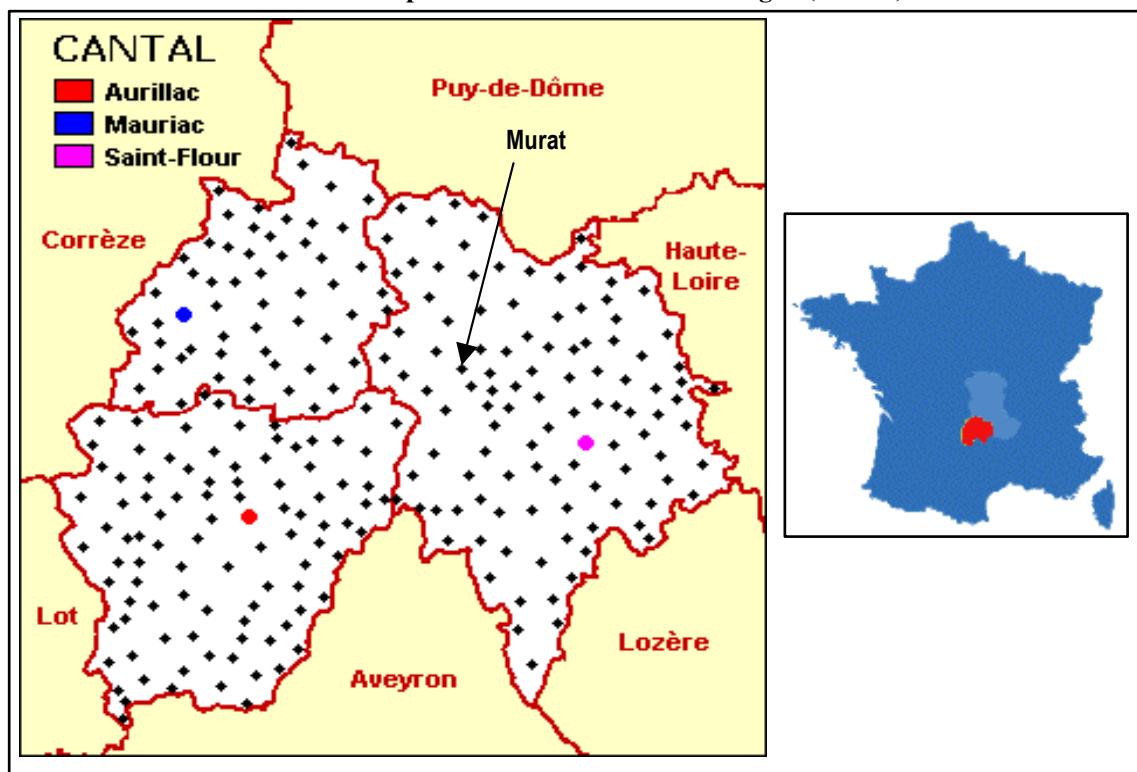 CANTAL
Aurillac
Mauriac
Saint-Flour
Puy-de-Dôme
Murat
Corrèze
Haute-
Loire
Lot
Aveyron
Lozère